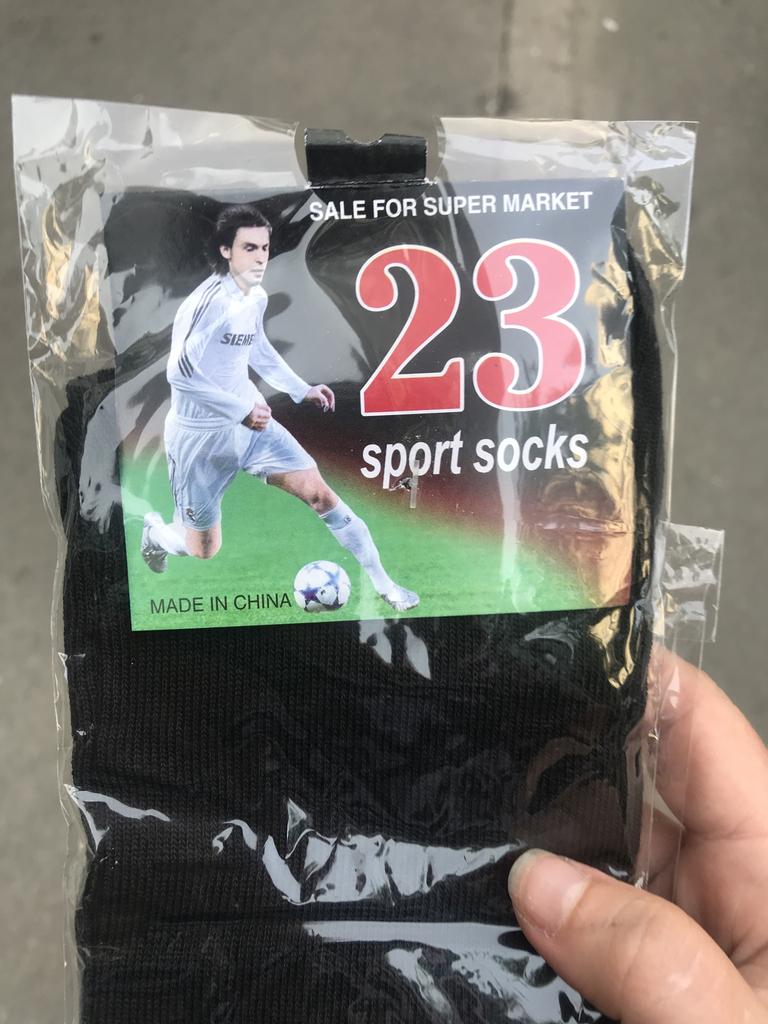 SALE FOR SUPER MARKET
23
sport socks
SIEME
MADE IN CHINA